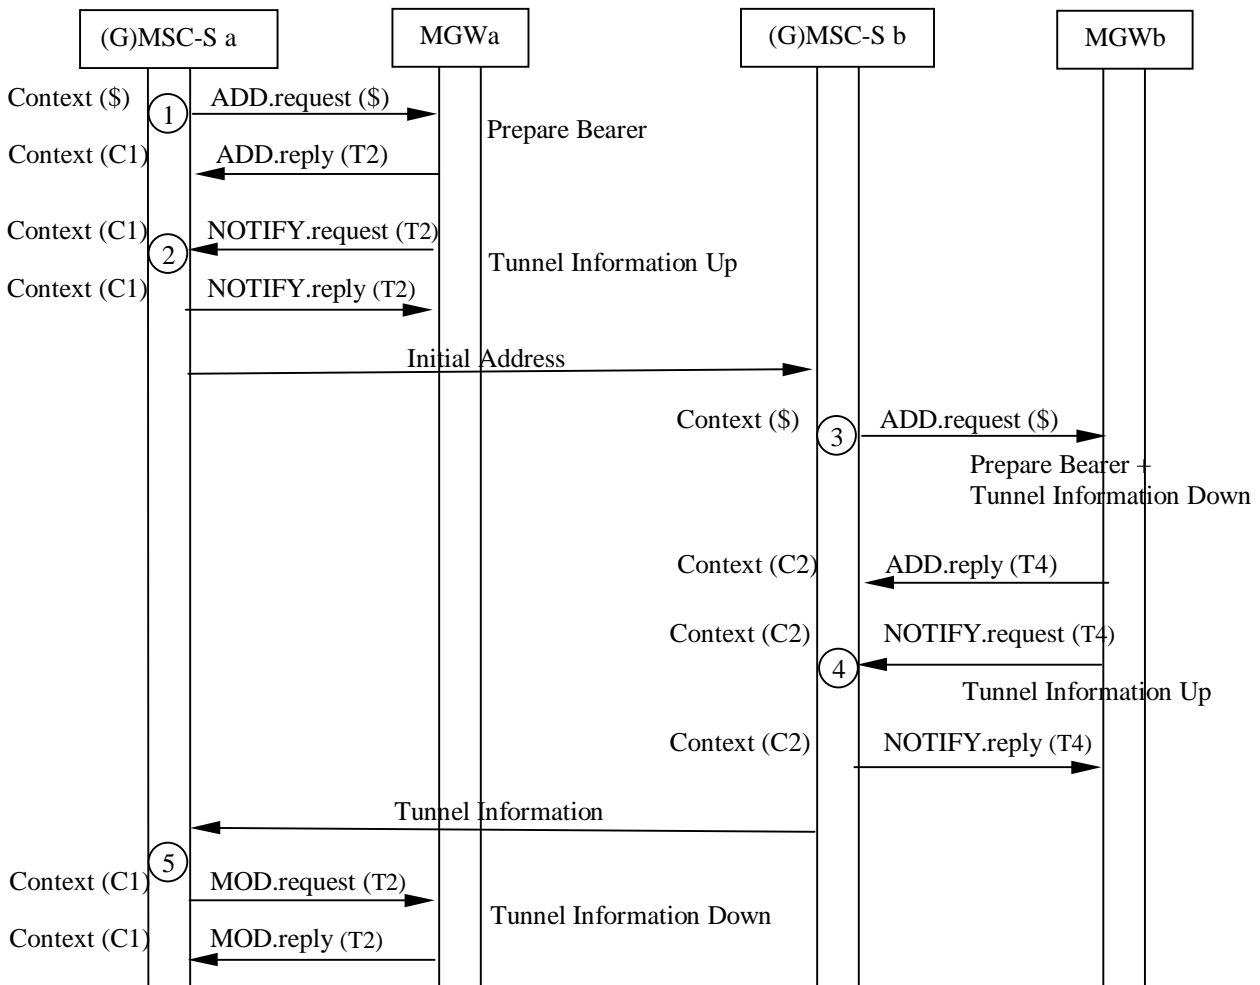 (G)MSC-S a
MGWa
(G)MSC-S b
MGWb
Context ($)
1
ADD.request ($)
Prepare Bearer
Context (C1)
ADD.reply (T2)
Context (C1)
2
NOTIFY.request (T2)
Tunnel Information Up
Context (C1)
NOTIFY.reply (T2)
Initial Address
Context ($)
3
ADD.request ($)
Prepare Bearer +
Tunnel Information Down
Context (C2)
ADD.reply (T4)
Context (C2)
4
NOTIFY.request (T4)
Tunnel Information Up
Context (C2)
NOTIFY.reply (T4)
Tunnel Information
5
Context (C1)
MOD.request (T2)
Tunnel Information Down
Context (C1)
MOD.reply (T2)